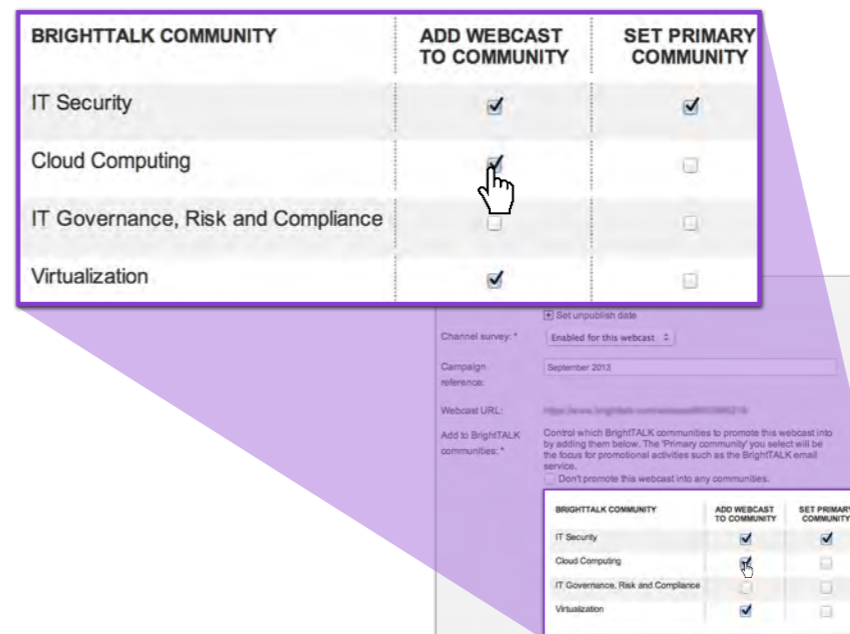 BRIGHTTALK COMMUNITY
ADD WEBCAST
TO COMMUNITY
SET PRIMARY
COMMUNITY
IT Security
Cloud Computing
IT Governance, Risk and Compliance
Virtualization
Set unpublish date
Channel survey: *
Enabled for this webcast
Campaign
reference:
September 2013
Webcast URL:
Add to BrightTALK
communities: *
Control which BrightTALK communities to promote this webcast into
by adding them below. The 'Primary community' you select will be
the focus for promotional activities such as the BrightTALK email
service.
Don't promote this webcast into any communities.
BRIGHTTALK COMMUNITY
ADD WEBCAST
TO COMMUNITY
SET PRIMARY
COMMUNITY
IT Security
Cloud Computing
IT Governance, Risk and Compliance
Virtualization